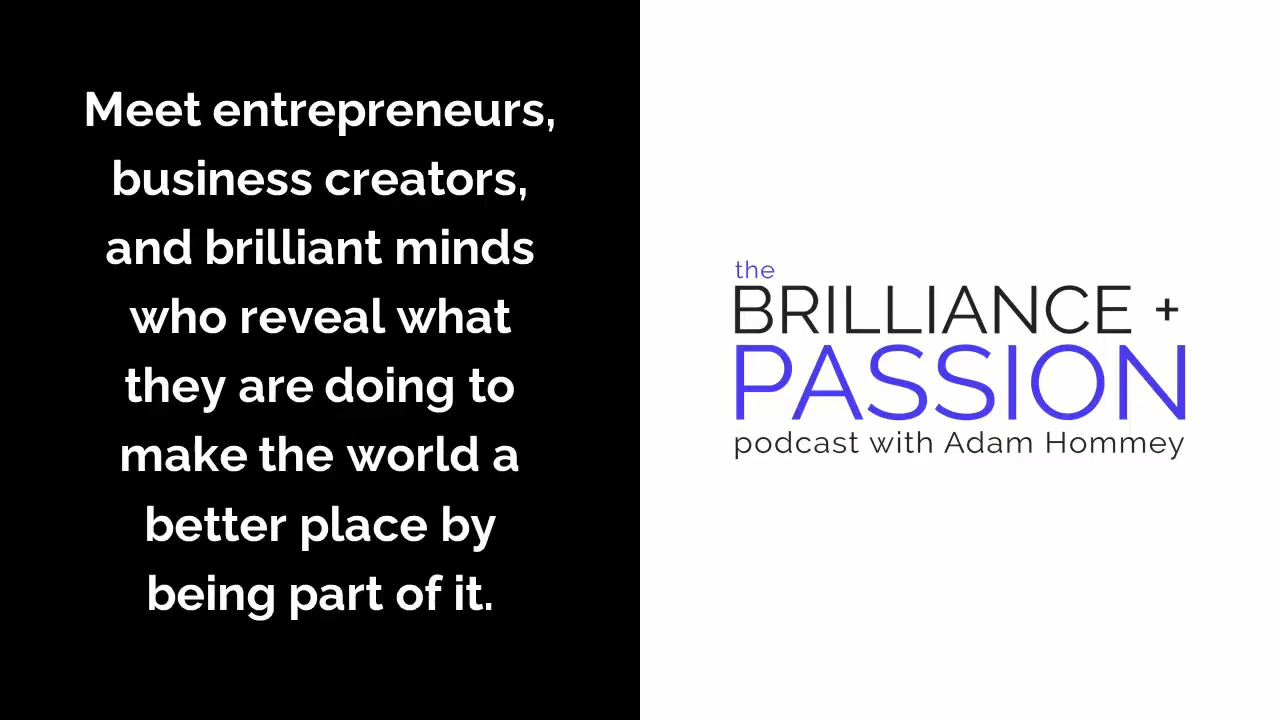 Meet entrepreneurs,
business creators,
and brilliant minds
who reveal what
they are doing to
make the world a
better place by
being part of it.
the
BRILLIANCE +
PASSION
podcast with Adam Hommey